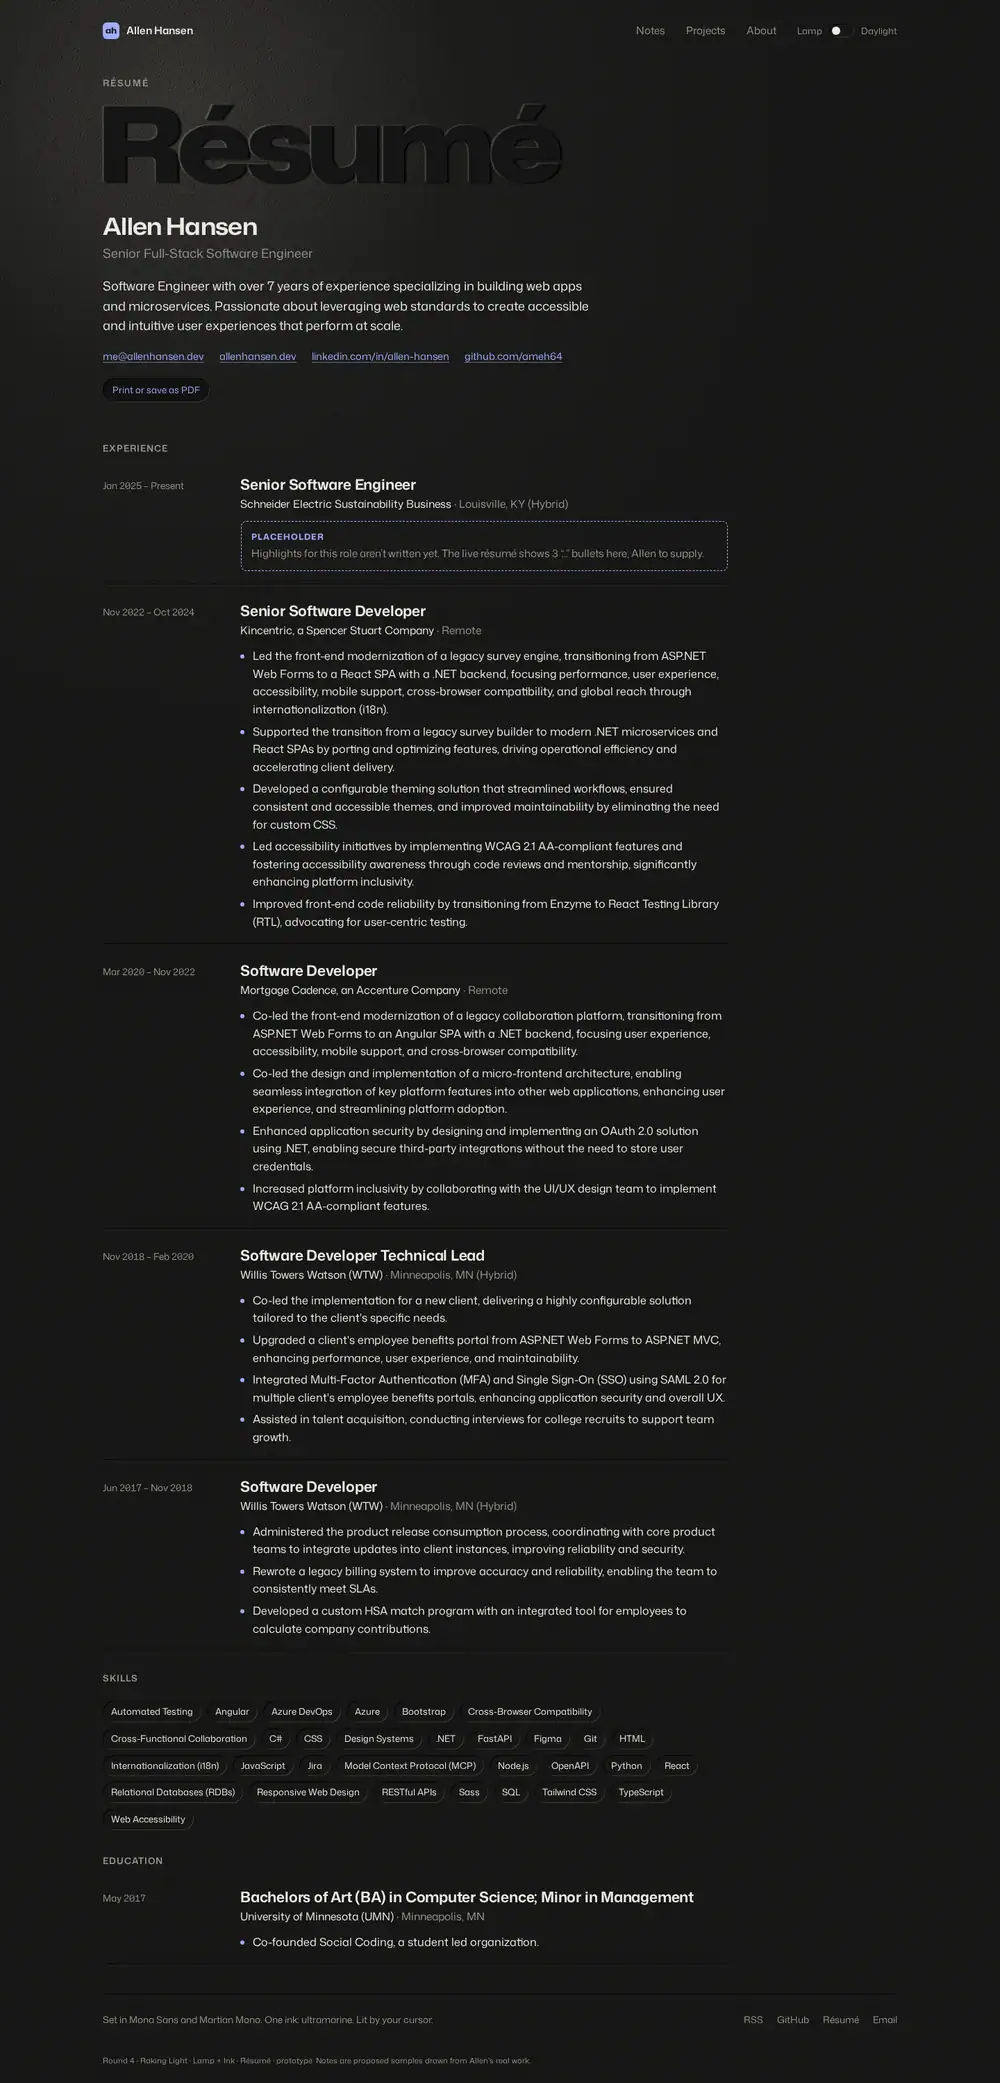 ah Allen Hansen
Notes Projects About Lamp Daylight
RÉSUMÉ
Résumé
Allen Hansen
Senior Full-Stack Software Engineer
Software Engineer with over 7 years of experience specializing in building web apps
and microservices. Passionate about leveraging web standards to create accessible
and intuitive user experiences that perform at scale.
me@allenhansen.dev allenhansen.dev linkedin.com/in/allen-hansen github.com/ameh64
Print or save as PDF
EXPERIENCE
Jan 2025 – Present
Senior Software Engineer
Schneider Electric Sustainability Business · Louisville, KY (Hybrid)
PLACEHOLDER
Highlights for this role aren't written yet. The live résumé shows 3 "..." bullets here, Allen to supply.
Nov 2022 – Oct 2024
Senior Software Developer
Kincentric, a Spencer Stuart Company · Remote
• Led the front-end modernization of a legacy survey engine, transitioning from ASP.NET
Web Forms to a React SPA with a .NET backend, focusing performance, user experience,
accessibility, mobile support, cross-browser compatibility, and global reach through
internationalization (i18n).
• Supported the transition from a legacy survey builder to modern .NET microservices and
React SPAs by porting and optimizing features, driving operational efficiency and
accelerating client delivery.
• Developed a configurable theming solution that streamlined workflows, ensured
consistent and accessible themes, and improved maintainability by eliminating the need
for custom CSS.
• Led accessibility initiatives by implementing WCAG 2.1 AA-compliant features and
fostering accessibility awareness through code reviews and mentorship, significantly
enhancing platform inclusivity.
• Improved front-end code reliability by transitioning from Enzyme to React Testing Library
(RTL), advocating for user-centric testing.
Mar 2020 – Nov 2022
Software Developer
Mortgage Cadence, an Accenture Company · Remote
• Co-led the front-end modernization of a legacy collaboration platform, transitioning from
ASP.NET Web Forms to an Angular SPA with a .NET backend, focusing user experience,
accessibility, mobile support, and cross-browser compatibility.
• Co-led the design and implementation of a micro-frontend architecture, enabling
seamless integration of key platform features into other web applications, enhancing user
experience, and streamlining platform adoption.
• Enhanced application security by designing and implementing an OAuth 2.0 solution
using .NET, enabling secure third-party integrations without the need to store user
credentials.
• Increased platform inclusivity by collaborating with the UI/UX design team to implement
WCAG 2.1 AA-compliant features.
Nov 2018 – Feb 2020
Software Developer Technical Lead
Willis Towers Watson (WTW) · Minneapolis, MN (Hybrid)
• Co-led the implementation for a new client, delivering a highly configurable solution
tailored to the client's specific needs.
• Upgraded a client's employee benefits portal from ASP.NET Web Forms to ASP.NET MVC,
enhancing performance, user experience, and maintainability.
• Integrated Multi-Factor Authentication (MFA) and Single Sign-On (SSO) using SAML 2.0 for
multiple client's employee benefits portals, enhancing application security and overall UX.
• Assisted in talent acquisition, conducting interviews for college recruits to support team
growth.
Jun 2017 – Nov 2018
Software Developer
Willis Towers Watson (WTW) · Minneapolis, MN (Hybrid)
• Administered the product release consumption process, coordinating with core product
teams to integrate updates into client instances, improving reliability and security.
• Rewrote a legacy billing system to improve accuracy and reliability, enabling the team to
consistently meet SLAs.
• Developed a custom HSA match program with an integrated tool for employees to
calculate company contributions.
SKILLS
Automated Testing Angular Azure DevOps Azure Bootstrap Cross-Browser Compatibility
Cross-Functional Collaboration C# CSS Design Systems .NET FastAPI Figma Git HTML
Internationalization (i18n) JavaScript Jira Model Context Protocol (MCP) Node.js OpenAPI Python React
Relational Databases (RDBs) Responsive Web Design RESTful APIs Sass SQL Tailwind CSS TypeScript
Web Accessibility
EDUCATION
May 2017
Bachelors of Art (BA) in Computer Science; Minor in Management
University of Minnesota (UMN) · Minneapolis, MN
• Co-founded Social Coding, a student led organization.
Set in Mona Sans and Martian Mono. One ink: ultramarine. Lit by your cursor.
RSS GitHub Résumé Email
Round 4 · Raking Light · Lamp + Ink · Résumé · prototype Notes are proposed samples drawn from Allen's real work.